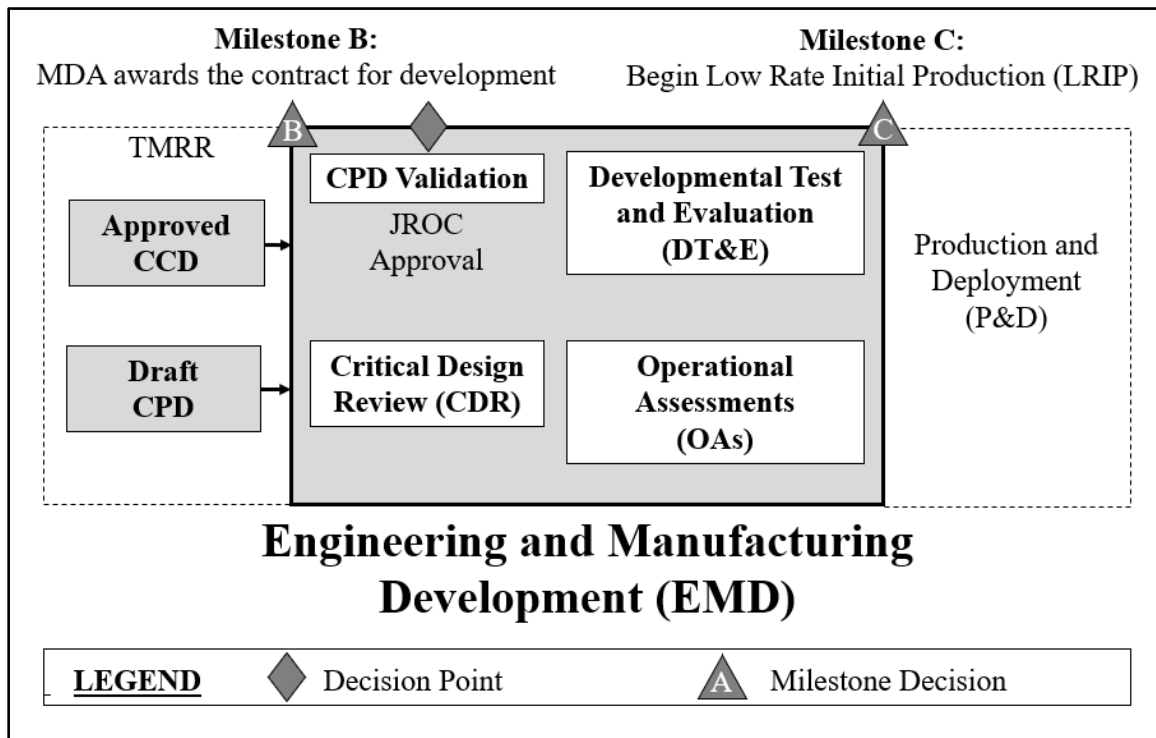 Milestone B:
MDA awards the contract for development
Milestone C:
Begin Low Rate Initial Production (LRIP)
B
C
TMRR
Approved
CCD
Draft
CPD
CPD Validation
JROC
Approval
Critical Design
Review (CDR)
Developmental Test
and Evaluation
(DT&E)
Operational
Assessments
(OAs)
Production and
Deployment
(P&D)
Engineering and Manufacturing
Development (EMD)
LEGEND
Decision Point
A
Milestone Decision